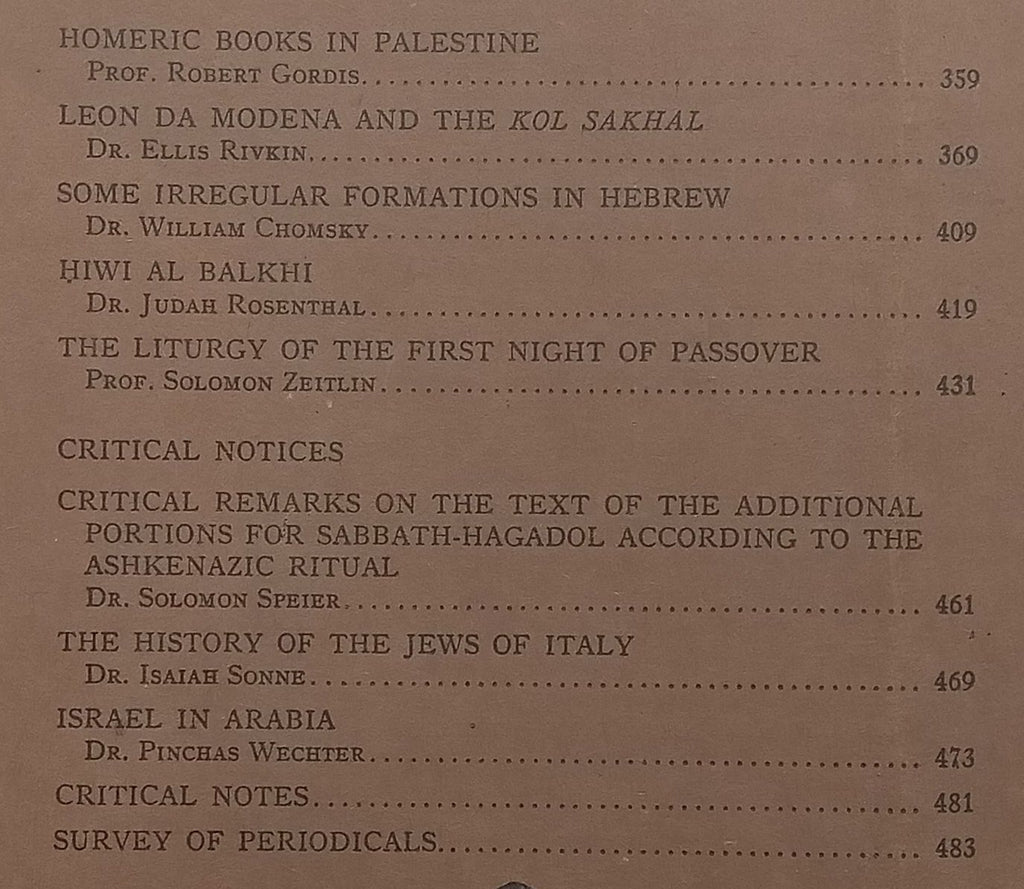 HOMERIC BOOKS IN PALESTINE
PROF. ROBERT GORDIS 359
LEON DA MODENA AND THE KOL SAKHAL
DR. ELLIS RIVKIN 369
SOME IRREGULAR FORMATIONS IN HEBREW
DR. WILLIAM CHOMSKY 409
ḤIWI AL BALKHI
DR. JUDAH ROSENTHAL 419
THE LITURGY OF THE FIRST NIGHT OF PASSOVER
PROF. SOLOMON ZEITLIN 431
CRITICAL NOTICES
CRITICAL REMARKS ON THE TEXT OF THE ADDITIONAL
PORTIONS FOR SABBATH-HAGADOL ACCORDING TO THE
ASHKENAZIC RITUAL
DR. SOLOMON SPEIER 461
THE HISTORY OF THE JEWS OF ITALY
DR. ISAIAH SONNE 469
ISRAEL IN ARABIA
DR. PINCHAS WECHTER 473
CRITICAL NOTES 481
SURVEY OF PERIODICALS 483